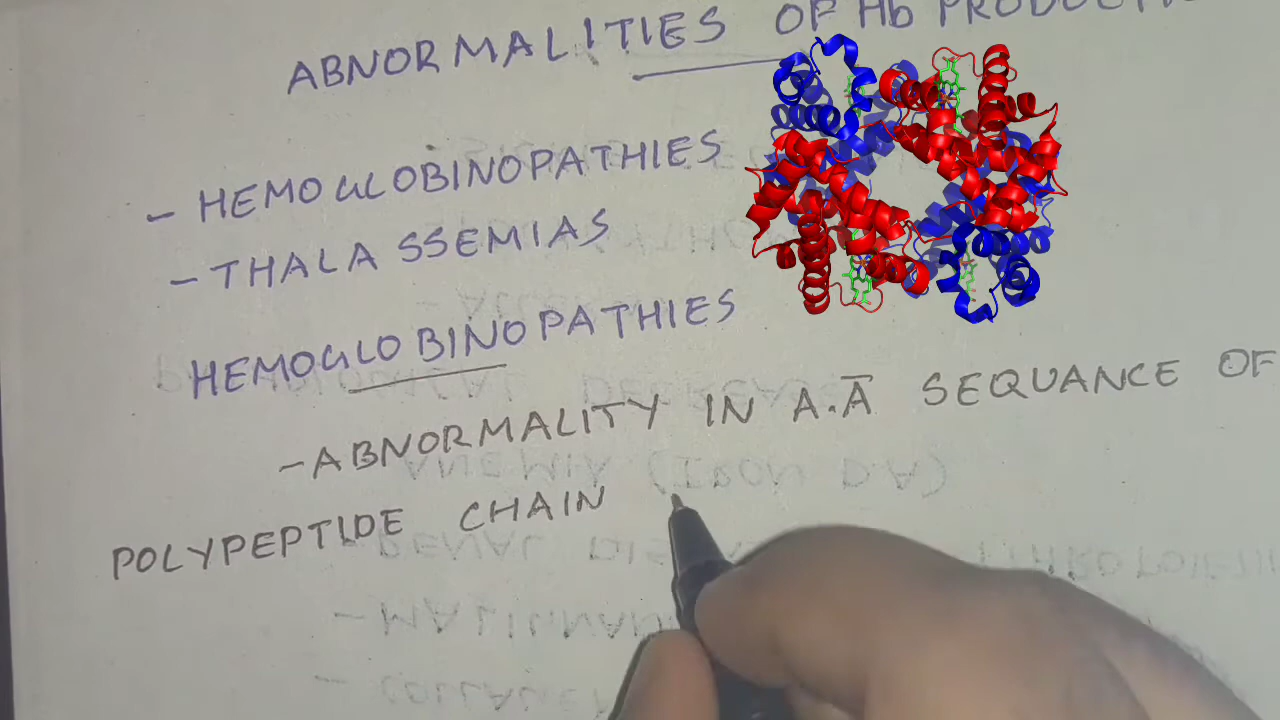 ABNORMALITIES OF Hb PRODUCTI
- HEMOGLOBINOPATHIES
- THALASSEMIAS
HEMOGLOBINOPATHIES
- ABNORMALITY IN A.A SEQUANCE OF
POLYPEPTIDE CHAIN